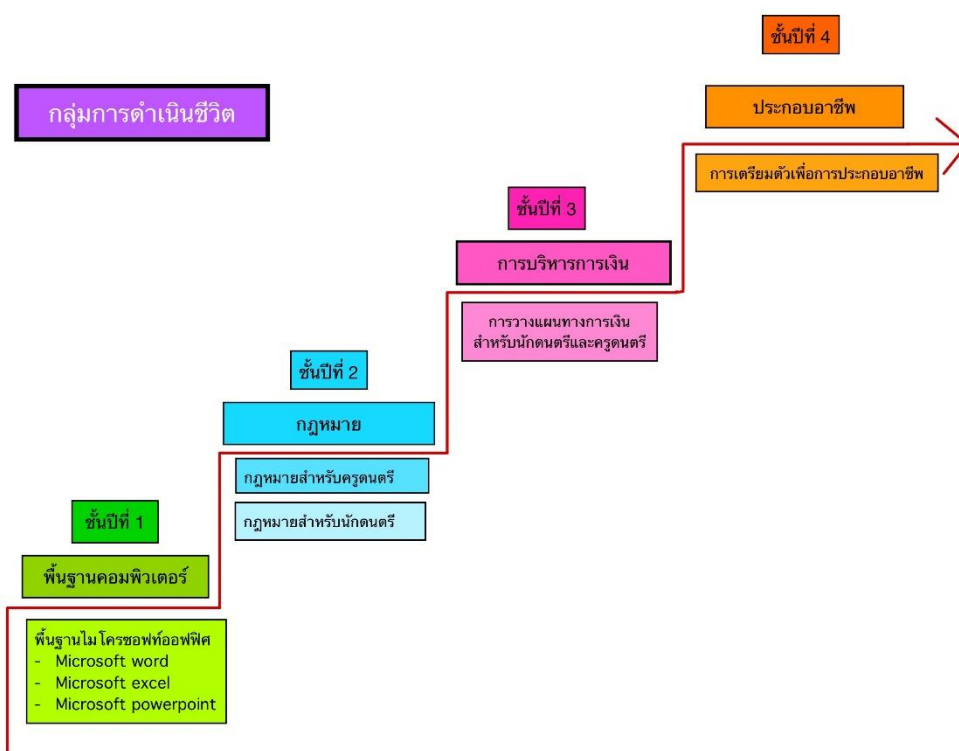 กลุ่มการดำเนินชีวิต
ชั้นปีที่ 4
ประกอบอาชีพ
การเตรียมตัวเพื่อการประกอบอาชีพ
ชั้นปีที่ 3
การบริหารการเงิน
การวางแผนทางการเงิน
สำหรับนักดนตรีและครูดนตรี
ชั้นปีที่ 2
กฎหมาย
กฎหมายสำหรับครูดนตรี
กฎหมายสำหรับนักดนตรี
ชั้นปีที่ 1
พื้นฐานคอมพิวเตอร์
พื้นฐานไมโครซอฟท์ออฟฟิศ
- Microsoft word
- Microsoft excel
- Microsoft powerpoint